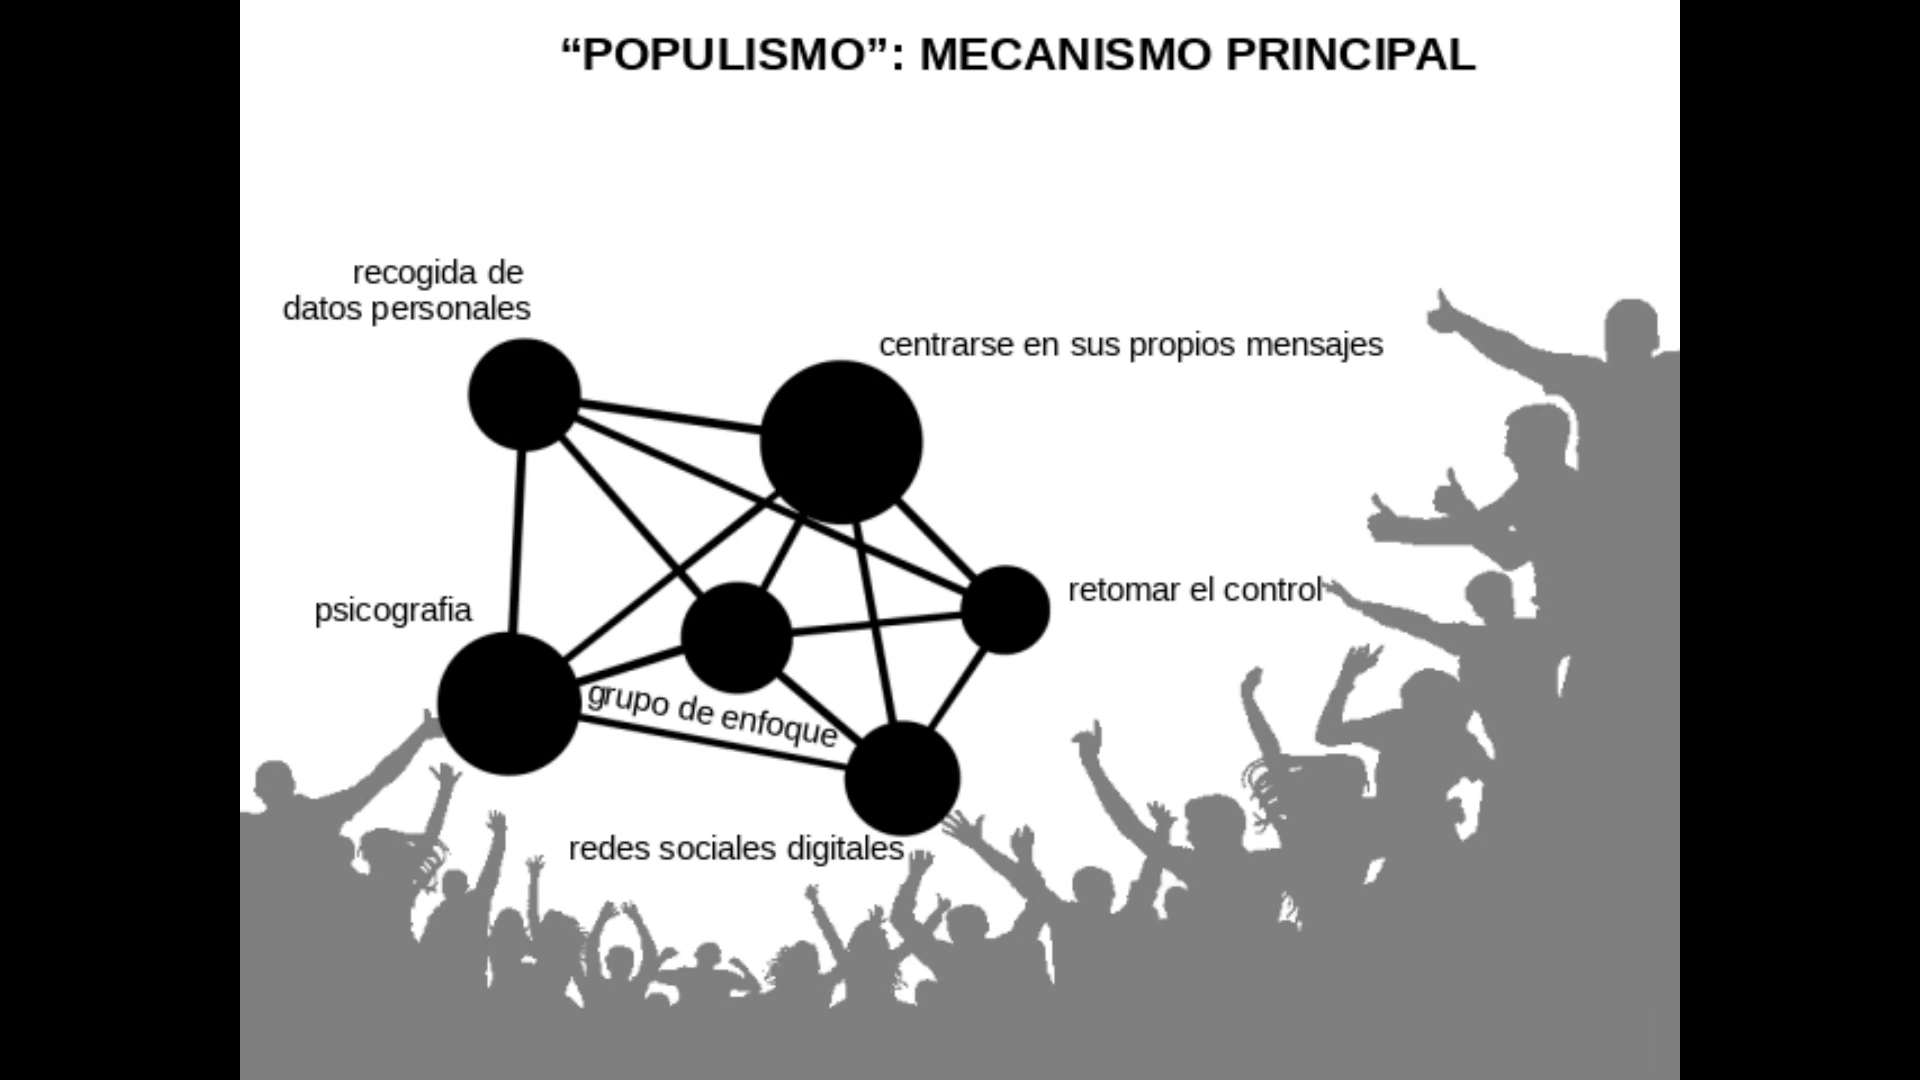 “POPULISMO”: MECANISMO PRINCIPAL
recogida de
datos personales
centrarse en sus propios mensajes
retomar el control
psicografia
grupo de enfoque
redes sociales digitales